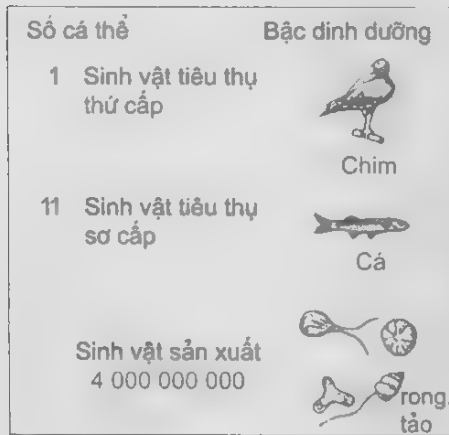 Số cá thể Bậc dinh dưỡng
1 Sinh vật tiêu thụ
thứ cấp
Chim
11 Sinh vật tiêu thụ
sơ cấp
Cá
Sinh vật sản xuất
4 000 000 000
rong,
tảo